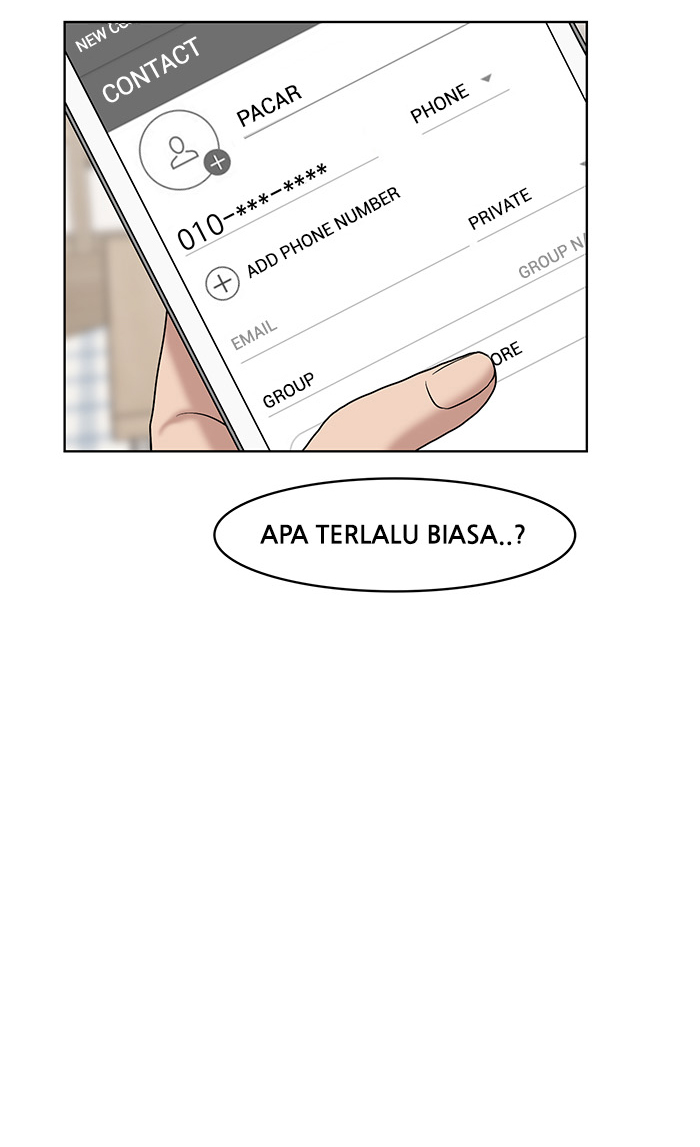 CONTACT
PACAR
PHONE
010-***-****
ADD PHONE NUMBER
PRIVATE
EMAIL
GROUP
APA TERLALU BIASA..?